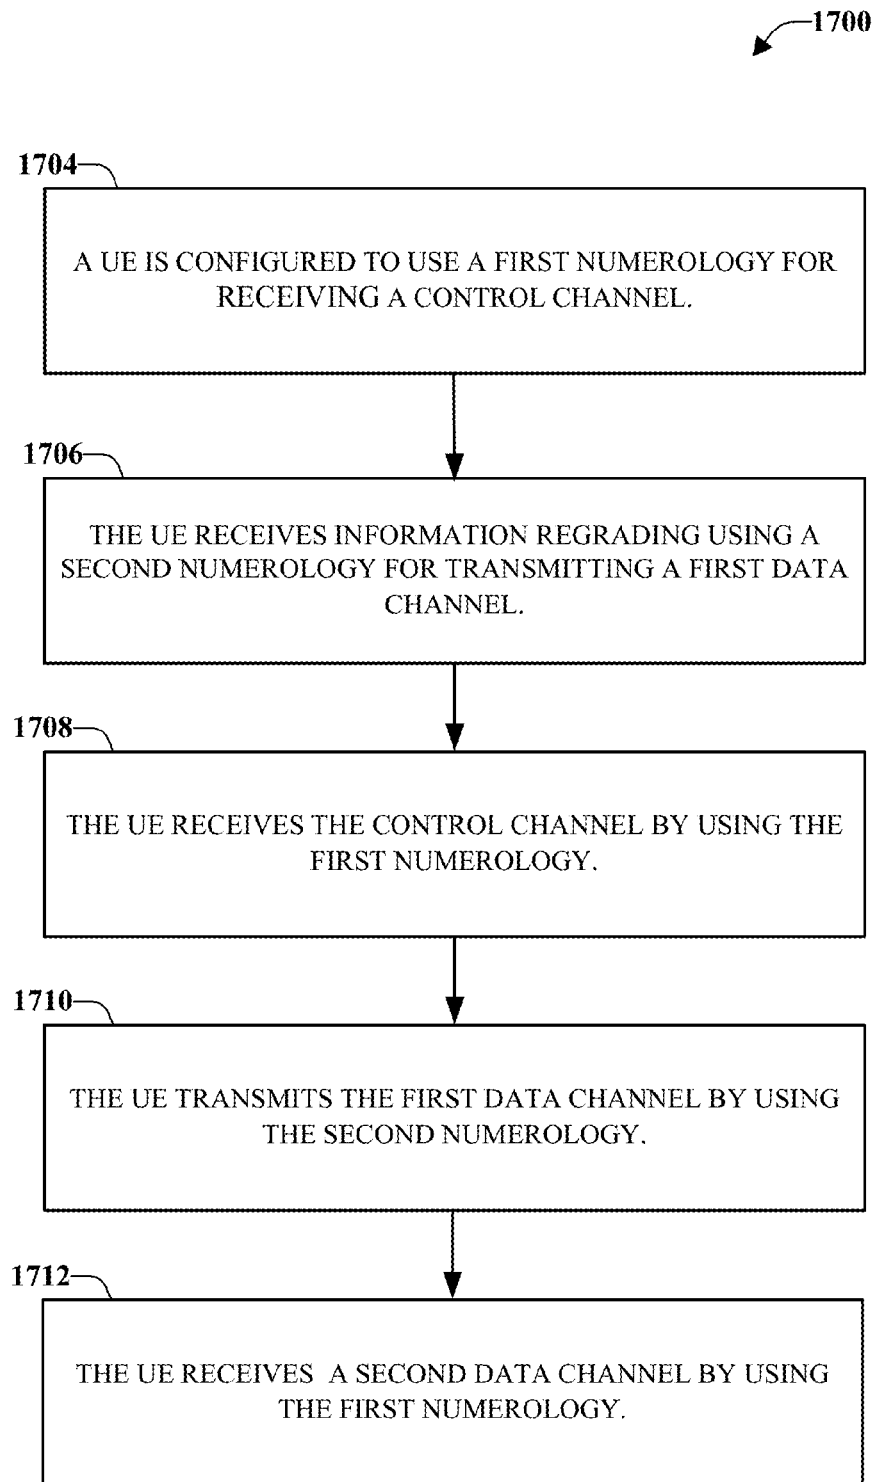 1700
1704
A UE IS CONFIGURED TO USE A FIRST NUMEROLOGY FOR
RECEIVING A CONTROL CHANNEL.
1706
THE UE RECEIVES INFORMATION REGRADING USING A
SECOND NUMEROLOGY FOR TRANSMITTING A FIRST DATA
CHANNEL.
1708
THE UE RECEIVES THE CONTROL CHANNEL BY USING THE
FIRST NUMEROLOGY.
1710
THE UE TRANSMITS THE FIRST DATA CHANNEL BY USING
THE SECOND NUMEROLOGY.
1712
THE UE RECEIVES A SECOND DATA CHANNEL BY USING
THE FIRST NUMEROLOGY.